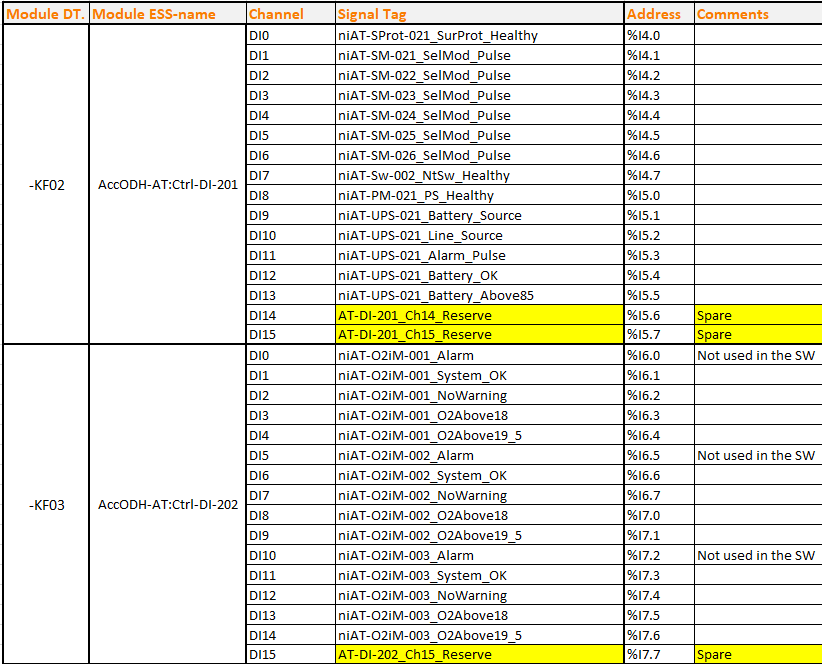 Module DT. Module ESS-name Channel Signal Tag Address Comments
DI0 niAT-SProt-021_SurProt_Healthy %I4.0
DI1 niAT-SM-021_SelMod_Pulse %I4.1
DI2 niAT-SM-022_SelMod_Pulse %I4.2
DI3 niAT-SM-023_SelMod_Pulse %I4.3
DI4 niAT-SM-024_SelMod_Pulse %I4.4
DI5 niAT-SM-025_SelMod_Pulse %I4.5
DI6 niAT-SM-026_SelMod_Pulse %I4.6
DI7 niAT-Sw-002_NtSw_Healthy %I4.7
-KF02 AccODH-AT:Ctrl-DI-201
DI8 niAT-PM-021_PS_Healthy %I5.0
DI9 niAT-UPS-021_Battery_Source %I5.1
DI10 niAT-UPS-021_Line_Source %I5.2
DI11 niAT-UPS-021_Alarm_Pulse %I5.3
DI12 niAT-UPS-021_Battery_OK %I5.4
DI13 niAT-UPS-021_Battery_Above85 %I5.5
DI14 AT-DI-201_Ch14_Reserve %I5.6 Spare
DI15 AT-DI-201_Ch15_Reserve %I5.7 Spare
DI0 niAT-O2iM-001_Alarm %I6.0 Not used in the SW
DI1 niAT-O2iM-001_System_OK %I6.1
DI2 niAT-O2iM-001_NoWarning %I6.2
DI3 niAT-O2iM-001_O2Above18 %I6.3
DI4 niAT-O2iM-001_O2Above19_5 %I6.4
DI5 niAT-O2iM-002_Alarm %I6.5 Not used in the SW
DI6 niAT-O2iM-002_System_OK %I6.6
DI7 niAT-O2iM-002_NoWarning %I6.7
-KF03 AccODH-AT:Ctrl-DI-202
DI8 niAT-O2iM-002_O2Above18 %I7.0
DI9 niAT-O2iM-002_O2Above19_5 %I7.1
DI10 niAT-O2iM-003_Alarm %I7.2 Not used in the SW
DI11 niAT-O2iM-003_System_OK %I7.3
DI12 niAT-O2iM-003_NoWarning %I7.4
DI13 niAT-O2iM-003_O2Above18 %I7.5
DI14 niAT-O2iM-003_O2Above19_5 %I7.6
DI15 AT-DI-202_Ch15_Reserve %I7.7 Spare